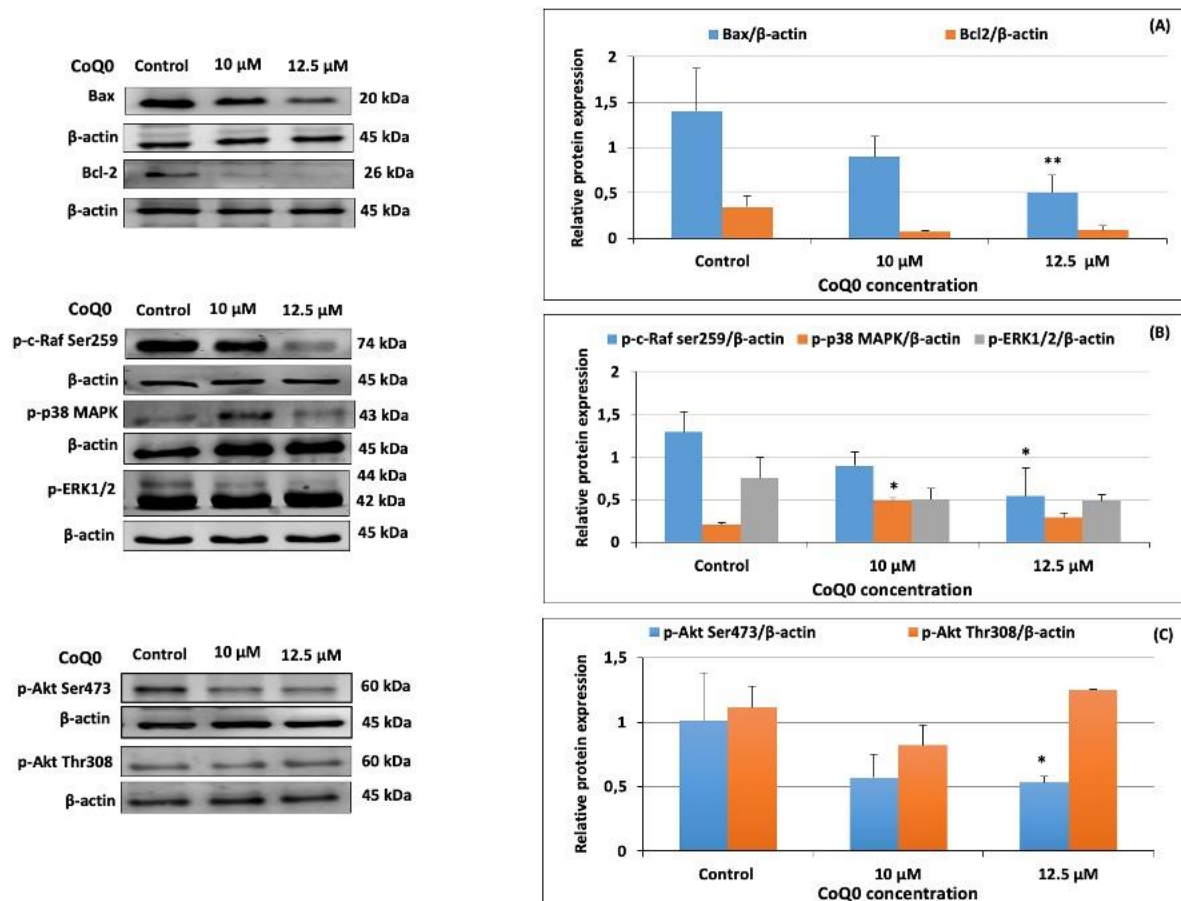 CoQ0 Control 10 μM 12.5 μM
Bax 20 kDa
β-actin 45 kDa
Bcl-2 26 kDa
β-actin 45 kDa
(A)
Bax/β-actin Bcl2/β-actin
Relative protein expression
2
1,5
1
0,5
0
**
Control 10 μM 12.5 μM
CoQ0 concentration
CoQ0 Control 10 μM 12.5 μM
p-c-Raf Ser259 74 kDa
β-actin 45 kDa
p-p38 MAPK 43 kDa
β-actin 45 kDa
44 kDa
p-ERK1/2
42 kDa
β-actin 45 kDa
(B)
p-c-Raf ser259/β-actin p-p38 MAPK/β-actin p-ERK1/2/β-actin
Relative protein expression
2
1,5
1
0,5
0
*
*
Control 10 μM 12.5 μM
CoQ0 concentration
CoQ0 Control 10 μM 12.5 μM
p-Akt Ser473 60 kDa
β-actin 45 kDa
p-Akt Thr308 60 kDa
β-actin 45 kDa
(C)
p-Akt Ser473/β-actin p-Akt Thr308/β-actin
Relative protein expression
1,5
1
0,5
0
*
Control 10 μM 12.5 μM
CoQ0 concentration